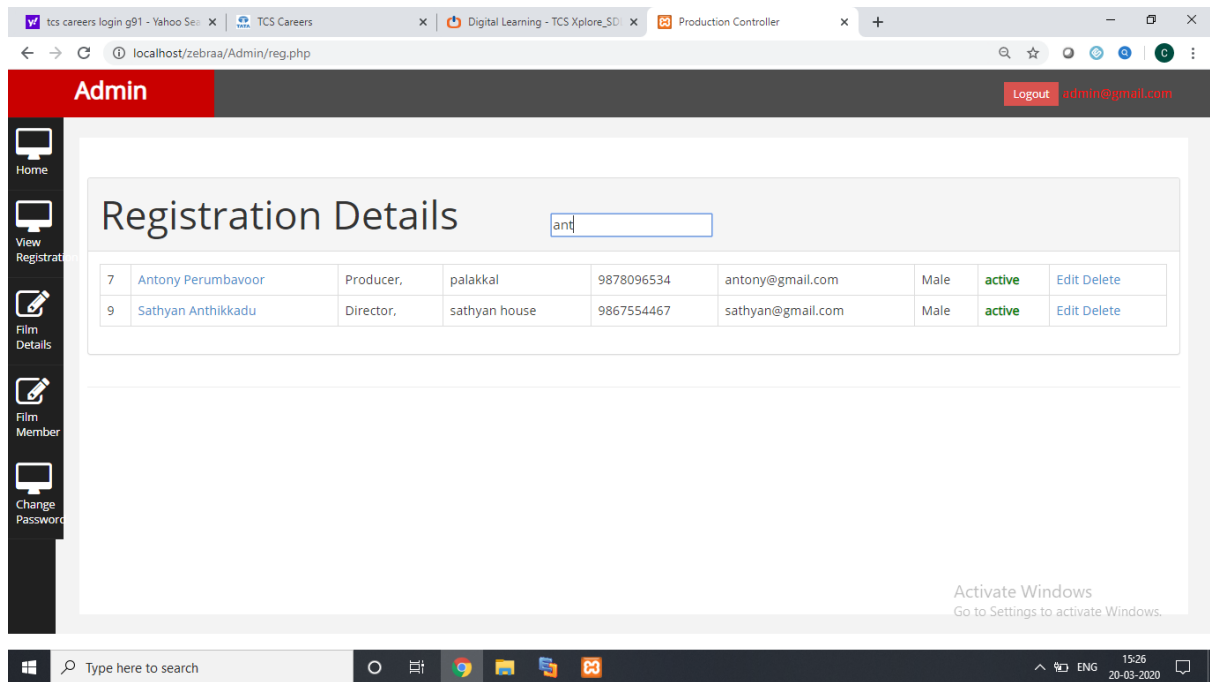 tcs careers login g91 - Yahoo Sea TCS Careers Digital Learning - TCS Xplore_SD Production Controller
localhost/zebraa/Admin/reg.php C
Admin Logout admin@gmail.com
Home
View
Registration
Film
Details
Film
Member
Change
Password
Registration Details ant
7 Antony Perumbavoor Producer, palakkal 9878096534 antony@gmail.com Male active Edit Delete
9 Sathyan Anthikkadu Director, sathyan house 9867554467 sathyan@gmail.com Male active Edit Delete
Activate Windows
Go to Settings to activate Windows.
Type here to search ENG 15:26
20-03-2020